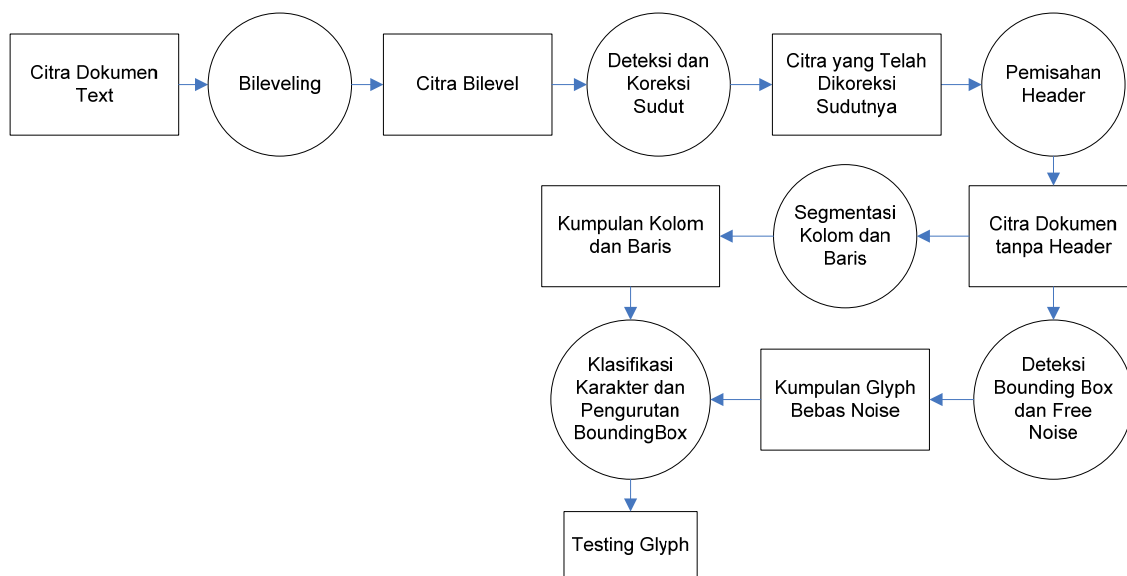 Citra Dokumen
Text
Bileveling
Citra Bilevel
Deteksi dan
Koreksi
Sudut
Citra yang Telah
Dikoreksi
Sudutnya
Pemisahan
Header
Kumpulan Kolom
dan Baris
Segmentasi
Kolom dan
Baris
Citra Dokumen
tanpa Header
Klasifikasi
Karakter dan
Pengurutan
BoundingBox
Kumpulan Glyph
Bebas Noise
Deteksi
Bounding Box
dan Free
Noise
Testing Glyph